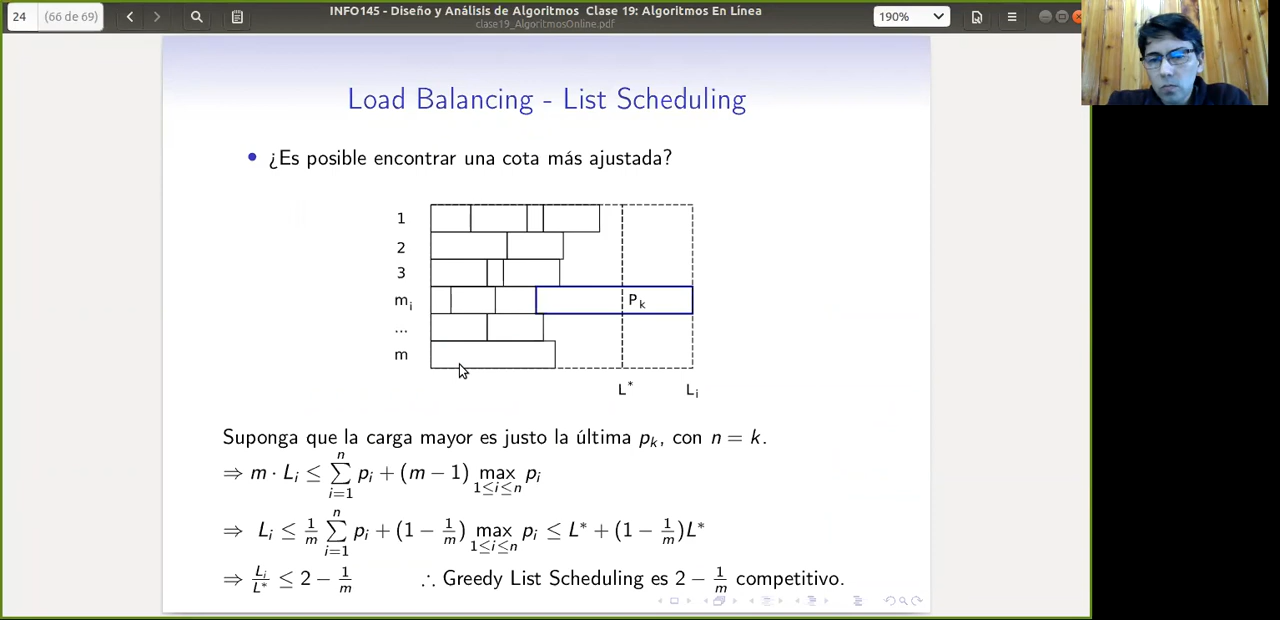 24 (66 de 69) INFO145 - Diseño y Análisis de Algoritmos Clase 19: Algoritmos En Línea 190%
clase19_AlgoritmosOnline.pdf
Load Balancing - List Scheduling
• ¿Es posible encontrar una cota más ajustada?
1
2
3
m_i P_k
...
m
L* L_i
Suponga que la carga mayor es justo la última p_k, con n = k.
⇒ m · L_i ≤ ∑_{i=1}^{n} p_i + (m − 1) max_{1≤i≤n} p_i
⇒ L_i ≤ 1/m ∑_{i=1}^{n} p_i + (1 − 1/m) max_{1≤i≤n} p_i ≤ L* + (1 − 1/m)L*
⇒ L_i/L* ≤ 2 − 1/m ∴ Greedy List Scheduling es 2 − 1/m competitivo.